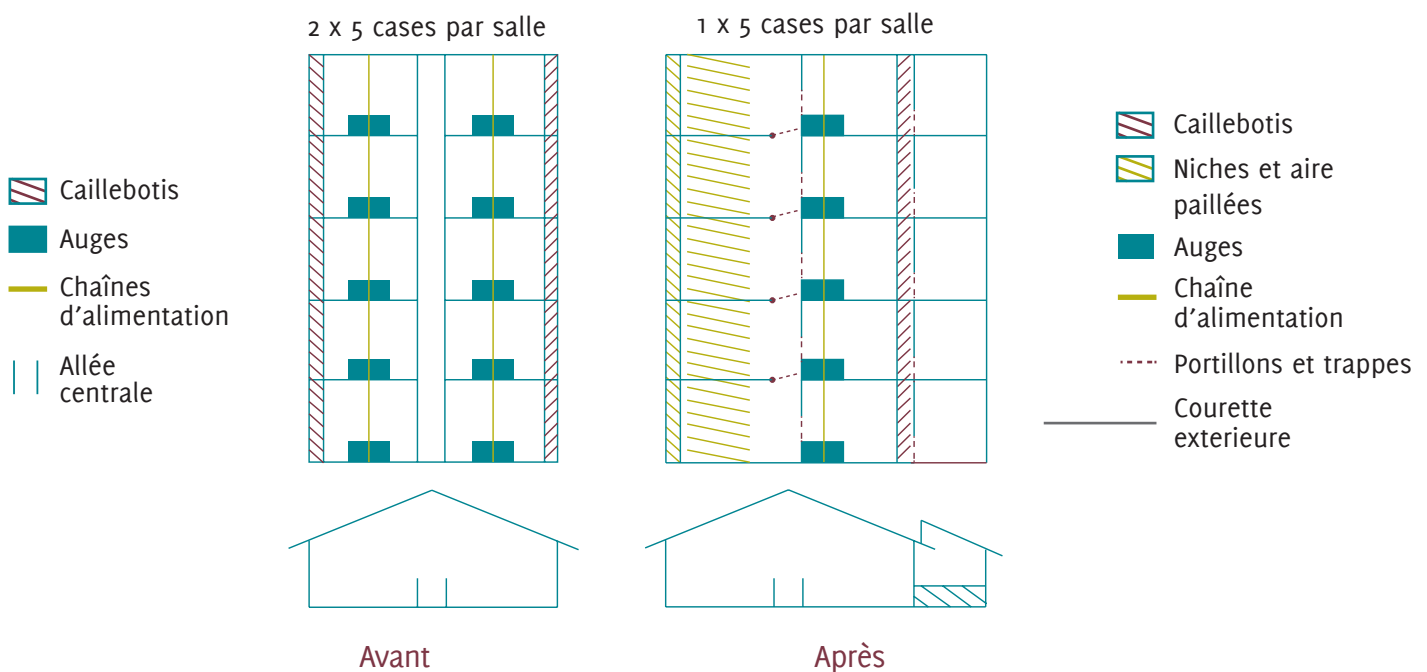 2 x 5 cases par salle
1 x 5 cases par salle
Caillebotis
Auges
Chaînes
d'alimentation
Allée
centrale
Caillebotis
Niches et aire
paillées
Auges
Chaîne
d'alimentation
Portillons et trappes
Courette
exterieure
Avant
Après